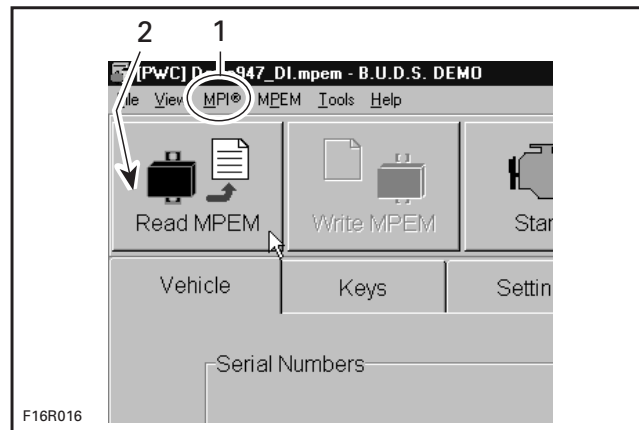 2 1
[PWC] D 947_DI.mpem - B.U.D.S. DEMO
File View MPI® MPEM Tools Help
Read MPEM Write MPEM Star
Vehicle Keys Settin
Serial Numbers
F16R016